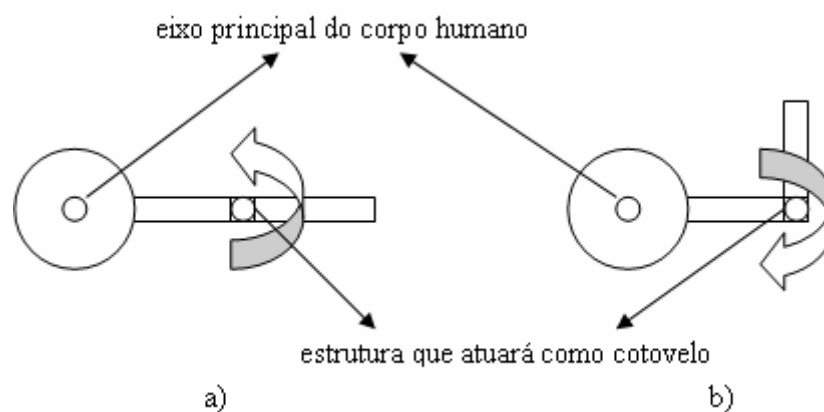 eixo principal do corpo humano
estrutura que atuará como cotovelo
a)
b)